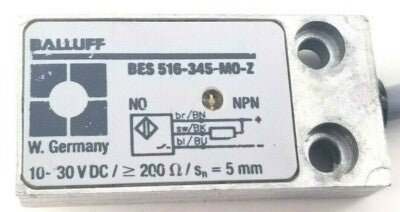 BALLUFF
BES 516-345-MO-Z
NO
NPN
br/BN
+
sw/BK
bl/BU
-
W. Germany
10-30 V DC / ≥ 200 Ω / sn = 5 mm